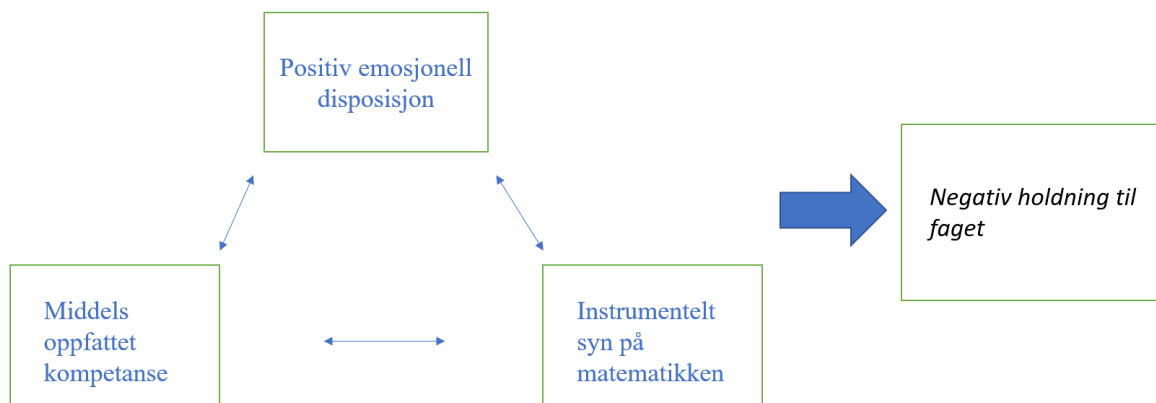 Positiv emosjonell
disposisjon
Negativ holdning til
faget
Middels
oppfattet
kompetanse
Instrumentelt
syn på
matematikken